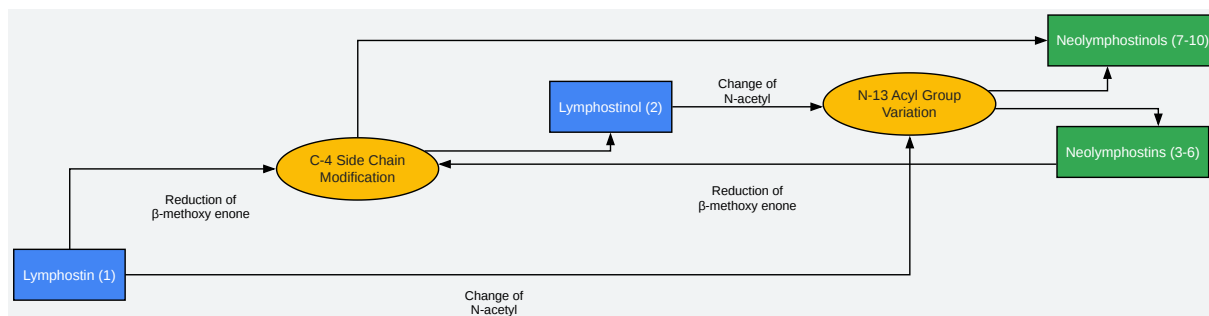 Neolymphostinols (7-10)
Change of
N-acetyl
N-13 Acyl Group
Variation
Lymphostinol (2)
C-4 Side Chain
Modification
Neolymphostins (3-6)
Reduction of
β-methoxy enone
Reduction of
β-methoxy enone
Lymphostin (1)
Change of
N-acetyl